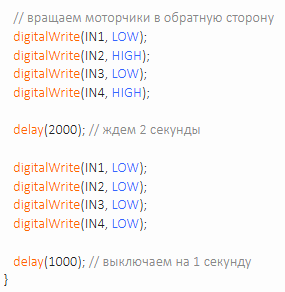 // вращаем моторчики в обратную сторону
digitalWrite(IN1, LOW);
digitalWrite(IN2, HIGH);
digitalWrite(IN3, LOW);
digitalWrite(IN4, HIGH);
delay(2000); // ждем 2 секунды
digitalWrite(IN1, LOW);
digitalWrite(IN2, LOW);
digitalWrite(IN3, LOW);
digitalWrite(IN4, LOW);
delay(1000); // выключаем на 1 секунду
}